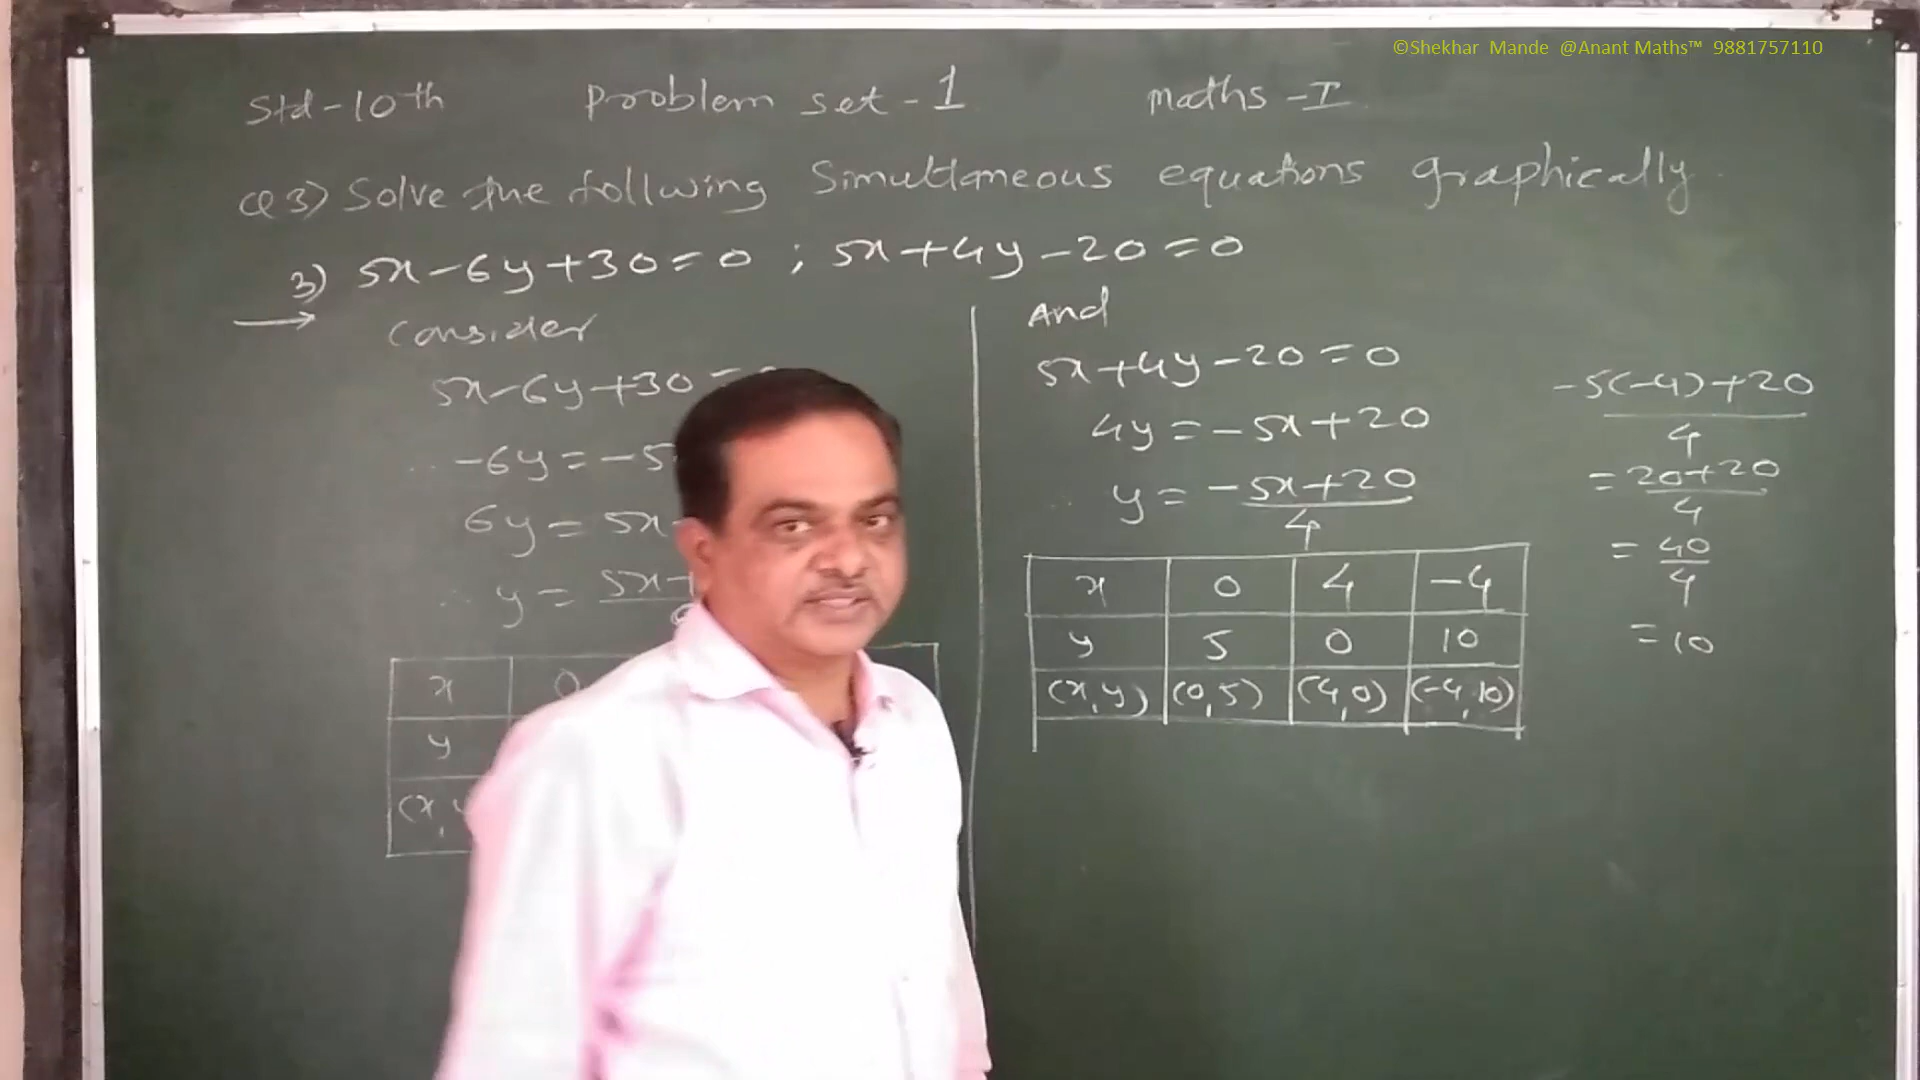 ©Shekhar Mande @Anant Maths™ 9881757110
Std-10th Problem set-1 Maths-I
Q3) Solve the follwing Simultaneous equations graphically.
3) 5x-6y+30=0 ; 5x+4y-20=0
→ Consider
5x-6y+30=
-6y=-5
6y=5x
y=5x
x 0
y
(x,
And
5x+4y-20=0
4y=-5x+20
y=-5x+20
4
x 0 4 -4
y 5 0 10
(x,y) (0,5) (4,0) (-4,10)
-5(-4)+20
4
=20+20
4
=40
4
=10